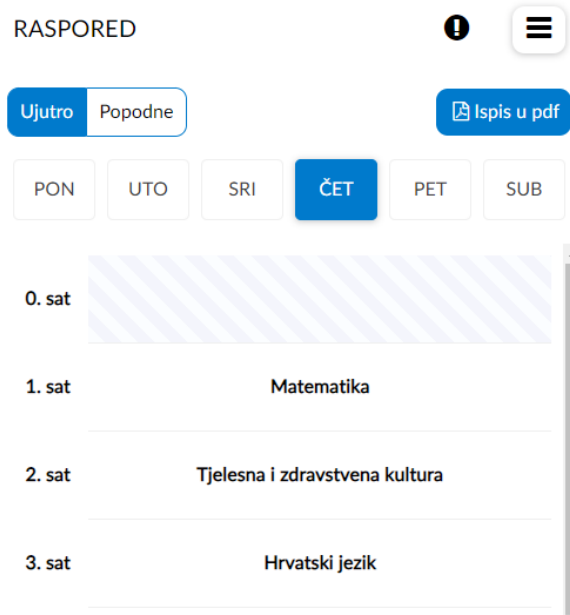 RASPORED
Ujutro Popodne Ispis u pdf
PON UTO SRI ČET PET SUB
0. sat
1. sat Matematika
2. sat Tjelesna i zdravstvena kultura
3. sat Hrvatski jezik